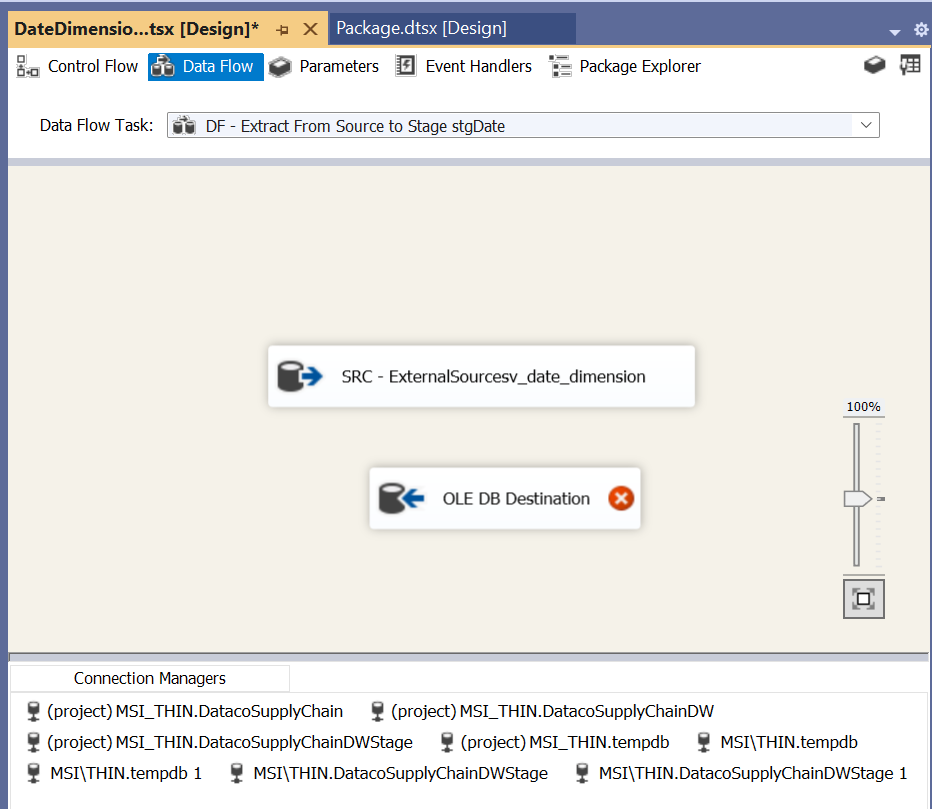 DateDimensio...tsx [Design]* Package.dtsx [Design]
Control Flow Data Flow Parameters Event Handlers Package Explorer
Data Flow Task: DF - Extract From Source to Stage stgDate
SRC - ExternalSourcesv_date_dimension
100%
OLE DB Destination
Connection Managers
(project) MSI_THIN.DatacoSupplyChain (project) MSI_THIN.DatacoSupplyChainDW
(project) MSI_THIN.DatacoSupplyChainDWStage (project) MSI_THIN.tempdb MSI\THIN.tempdb
MSI\THIN.tempdb 1 MSI\THIN.DatacoSupplyChainDWStage MSI\THIN.DatacoSupplyChainDWStage 1